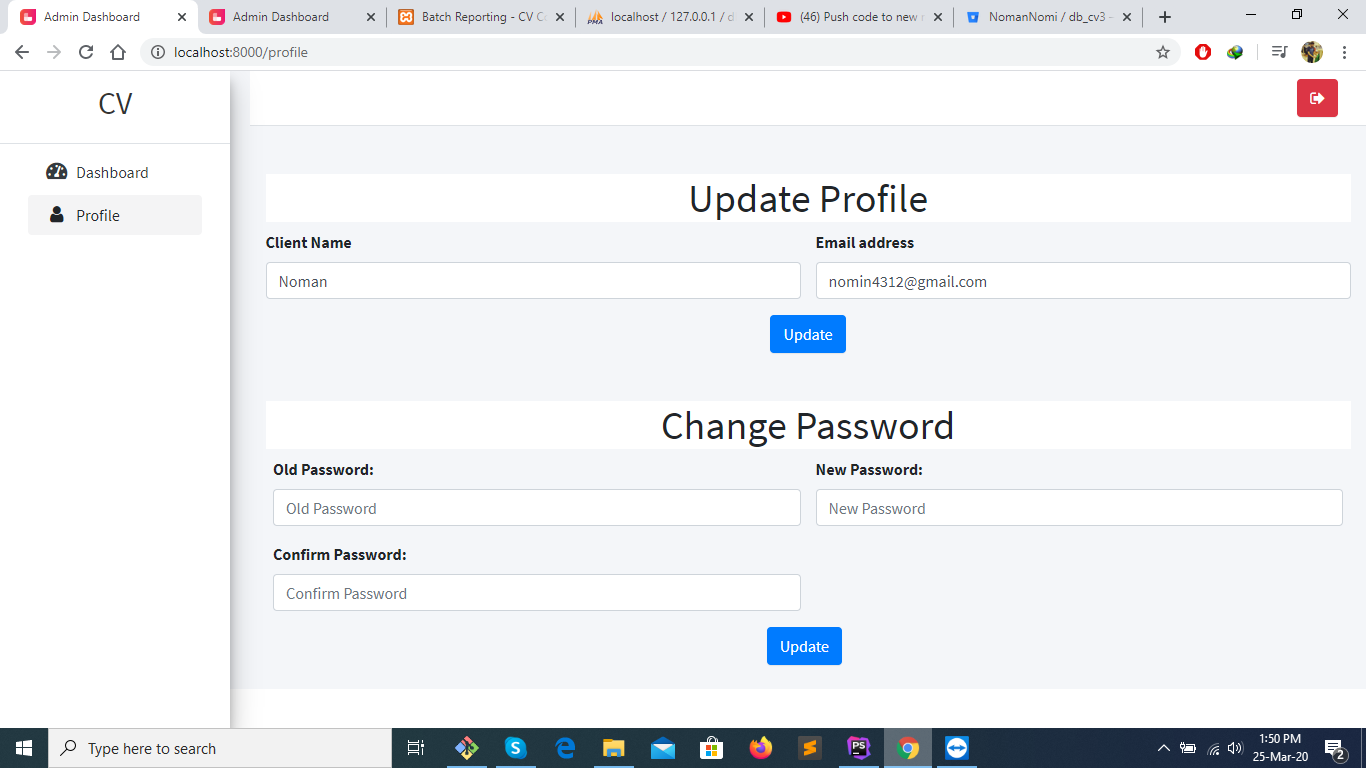 Admin Dashboard
Admin Dashboard
Batch Reporting - CV C
localhost / 127.0.0.1 / d
(46) Push code to new
NomanNomi / db_cv3
localhost:8000/profile
CV
Dashboard
Profile
Update Profile
Client Name
Email address
Noman
nomin4312@gmail.com
Update
Change Password
Old Password:
New Password:
Old Password
New Password
Confirm Password:
Confirm Password
Update
Type here to search
PS
1:50 PM
25-Mar-20
2